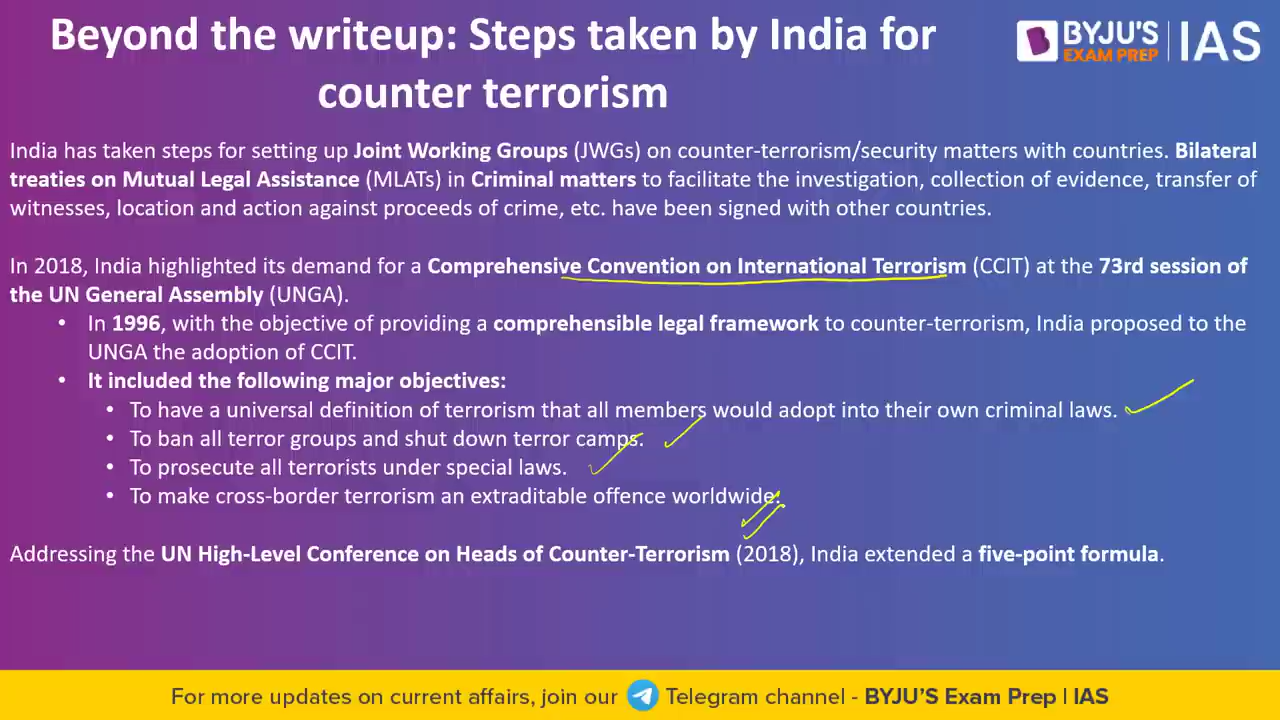 Beyond the writeup: Steps taken by India for
counter terrorism
BYJU'S
EXAM PREP
IAS
India has taken steps for setting up Joint Working Groups (JWGs) on counter-terrorism/security matters with countries. Bilateral
treaties on Mutual Legal Assistance (MLATs) in Criminal matters to facilitate the investigation, collection of evidence, transfer of
witnesses, location and action against proceeds of crime, etc. have been signed with other countries.
In 2018, India highlighted its demand for a Comprehensive Convention on International Terrorism (CCIT) at the 73rd session of
the UN General Assembly (UNGA).
• In 1996, with the objective of providing a comprehensible legal framework to counter-terrorism, India proposed to the
UNGA the adoption of CCIT.
• It included the following major objectives:
• To have a universal definition of terrorism that all members would adopt into their own criminal laws.
• To ban all terror groups and shut down terror camps.
• To prosecute all terrorists under special laws.
• To make cross-border terrorism an extraditable offence worldwide.
Addressing the UN High-Level Conference on Heads of Counter-Terrorism (2018), India extended a five-point formula.
For more updates on current affairs, join our Telegram channel - BYJU'S Exam Prep | IAS